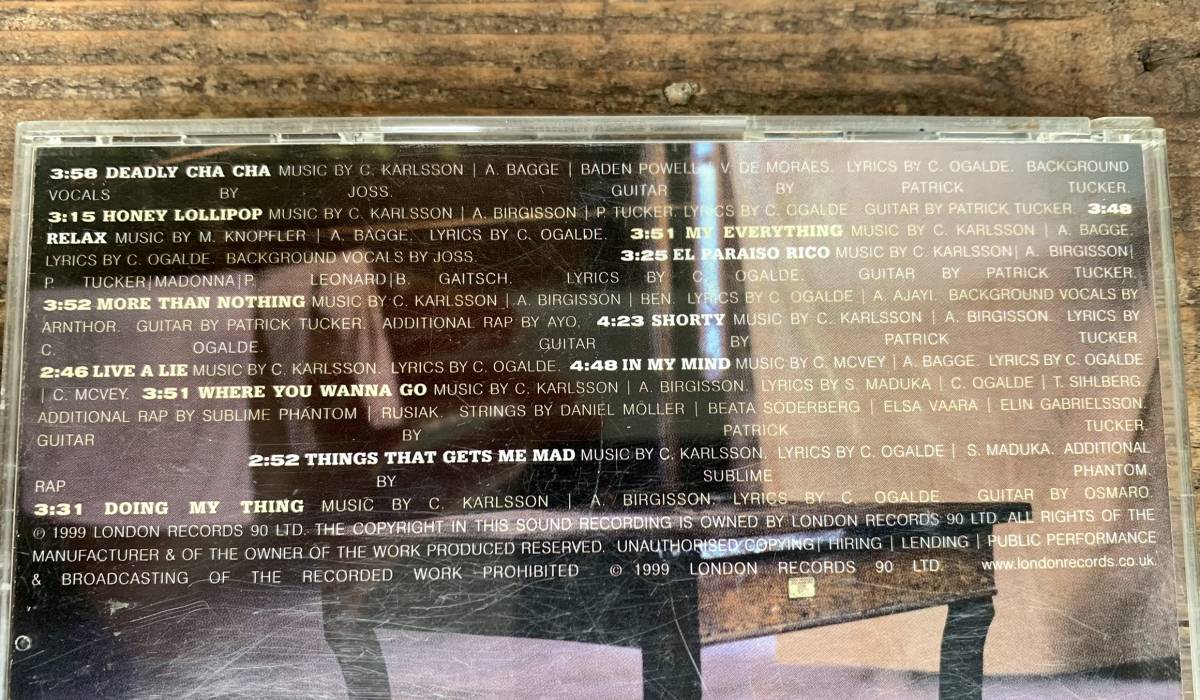 3:58 DEADLY CHA CHA MUSIC BY C. KARLSSON | A. BAGGE | BADEN POWELL | V. DE MORAES. LYRICS BY C. OGALDE. BACKGROUND
VOCALS BY JOSS. GUITAR BY PATRICK TUCKER.
3:15 HONEY LOLLIPOP MUSIC BY C. KARLSSON | A. BIRGISSON | P. TUCKER. LYRICS BY C. OGALDE. GUITAR BY PATRICK TUCKER. 3:48
RELAX MUSIC BY M. KNOPFLER | A. BAGGE. LYRICS BY C. OGALDE. 3:51 MY EVERYTHING MUSIC BY C. KARLSSON | A. BAGGE.
LYRICS BY C. OGALDE. BACKGROUND VOCALS BY JOSS. 3:25 EL PARAISO RICO MUSIC BY C. KARLSSON| A. BIRGISSON|
P. TUCKER|MADONNA|P. LEONARD|B. GAITSCH. LYRICS BY C. OGALDE. GUITAR BY PATRICK TUCKER.
3:52 MORE THAN NOTHING MUSIC BY C. KARLSSON | A. BIRGISSON | BEN. LYRICS BY C. OGALDE | A. AJAYI. BACKGROUND VOCALS BY
ARNTHOR. GUITAR BY PATRICK TUCKER. ADDITIONAL RAP BY AYO. 4:23 SHORTY MUSIC BY C. KARLSSON | A. BIRGISSON. LYRICS BY
C. OGALDE. GUITAR BY PATRICK TUCKER.
2:46 LIVE A LIE MUSIC BY C. KARLSSON. LYRICS BY C. OGALDE. 4:48 IN MY MIND MUSIC BY C. MCVEY | A. BAGGE. LYRICS BY C. OGALDE
| C. MCVEY. 3:51 WHERE YOU WANNA GO MUSIC BY C. KARLSSON | A. BIRGISSON. LYRICS BY S. MADUKA | C. OGALDE | T. SIHLBERG.
ADDITIONAL RAP BY SUBLIME PHANTOM | RUSIAK. STRINGS BY DANIEL MÖLLER | BEATA SÖDERBERG | ELSA VAARA | ELIN GABRIELSSON.
GUITAR BY PATRICK TUCKER.
2:52 THINGS THAT GETS ME MAD MUSIC BY C. KARLSSON. LYRICS BY C. OGALDE | S. MADUKA. ADDITIONAL
RAP BY SUBLIME PHANTOM.
3:31 DOING MY THING MUSIC BY C. KARLSSON | A. BIRGISSON. LYRICS BY C. OGALDE. GUITAR BY OSMARO.
℗ 1999 LONDON RECORDS 90 LTD. THE COPYRIGHT IN THIS SOUND RECORDING IS OWNED BY LONDON RECORDS 90 LTD. ALL RIGHTS OF THE
MANUFACTURER & OF THE OWNER OF THE WORK PRODUCED RESERVED. UNAUTHORISED COPYING| HIRING | LENDING | PUBLIC PERFORMANCE
& BROADCASTING OF THE RECORDED WORK PROHIBITED © 1999 LONDON RECORDS 90 LTD. www.londonrecords.co.uk.